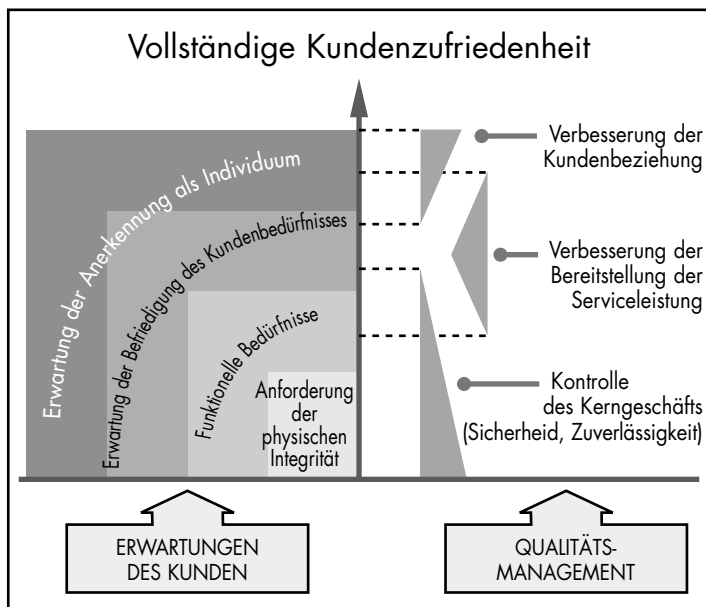 Vollständige Kundenzufriedenheit
Erwartung der Anerkennung als Individuum
Erwartung der Befriedigung des Kundenbedürfnisses
Funktionelle Bedürfnisse
Anforderung
der
physischen
Integrität
Verbesserung der
Kundenbeziehung
Verbesserung der
Bereitstellung der
Serviceleistung
Kontrolle
des Kerngeschäfts
(Sicherheid, Zuverlässigkeit)
ERWARTUNGEN
DES KUNDEN
QUALITÄTS-
MANAGEMENT